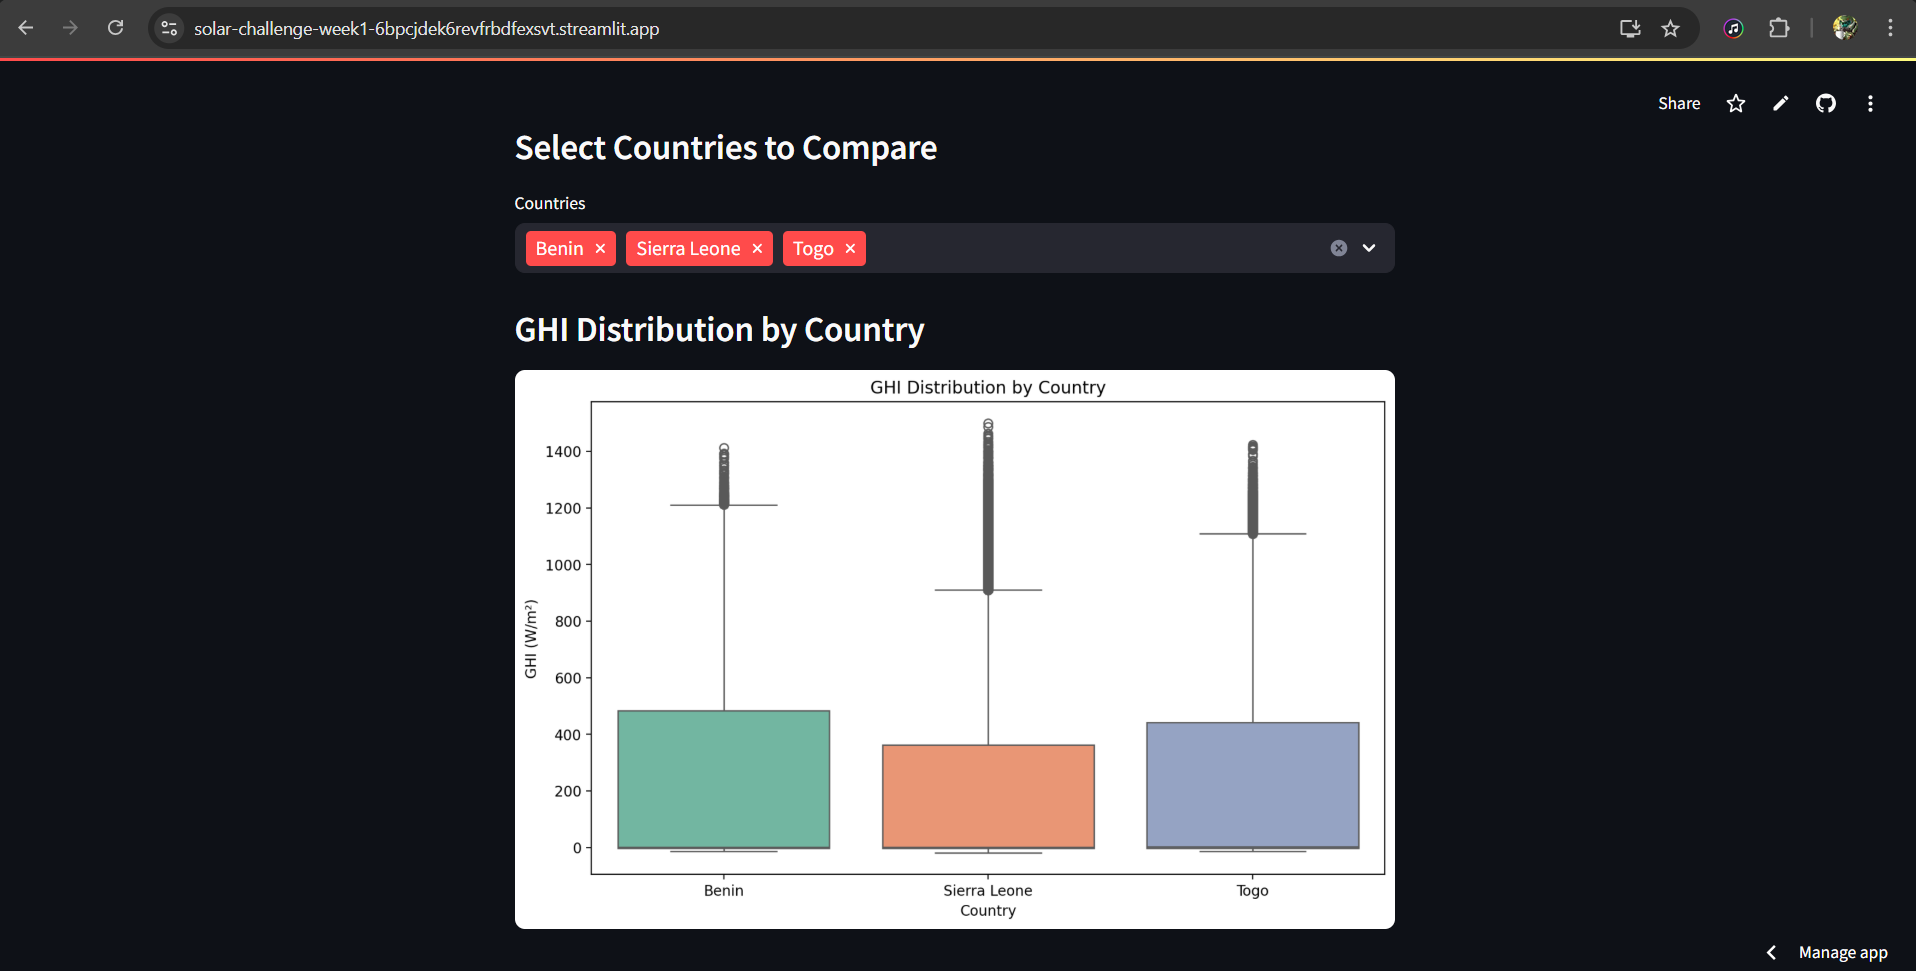 solar-challenge-week1-6bpcjdek6revfrbdfexsvt.streamlit.app
Share
Select Countries to Compare
Countries
Benin Sierra Leone Togo
GHI Distribution by Country
GHI Distribution by Country
1400
1200
1000
800
600
400
200
0
GHI (W/m²)
Benin Sierra Leone Togo
Country
Manage app